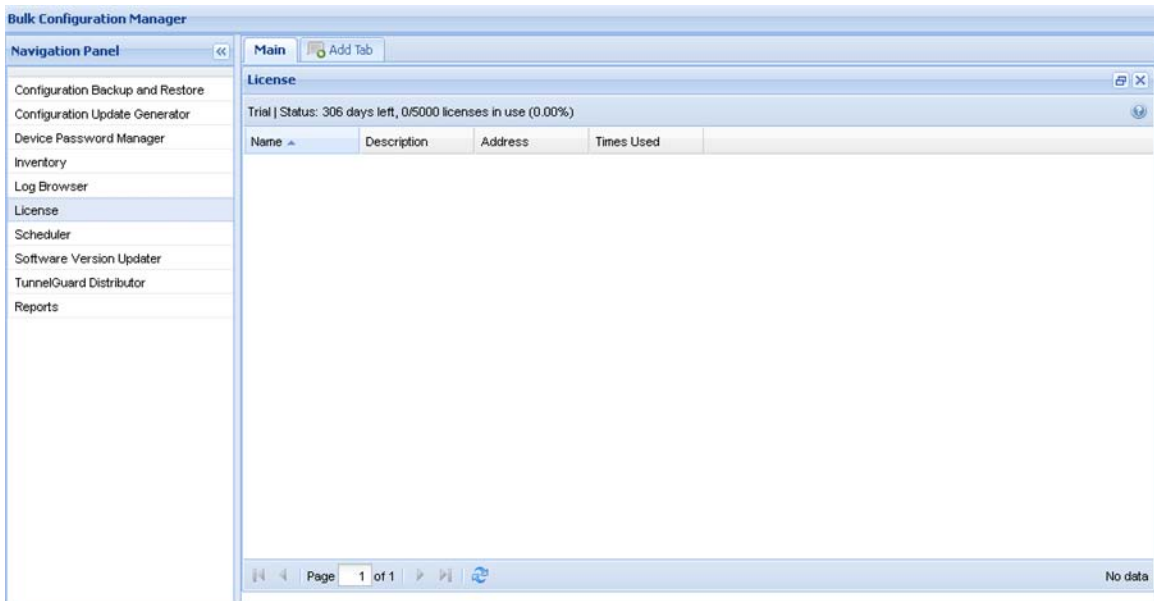 Bulk Configuration Manager
Navigation Panel
Configuration Backup and Restore
Configuration Update Generator
Device Password Manager
Inventory
Log Browser
License
Scheduler
Software Version Updater
TunnelGuard Distributor
Reports
Main Add Tab
License
Trial | Status: 306 days left, 0/5000 licenses in use (0.00%)
Name Description Address Times Used
Page 1 of 1 No data